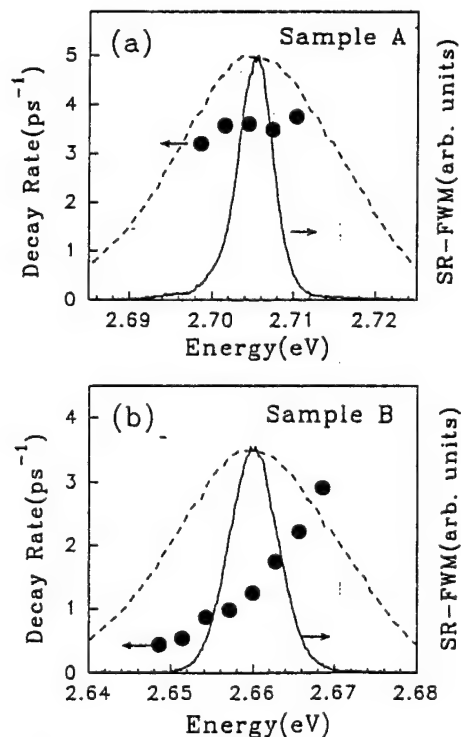 (a)
Sample A
Decay Rate(ps⁻¹)
SR-FWM(arb. units)
5
4
3
2
1
0
2.69 2.70 2.71 2.72
Energy(eV)
(b)
Sample B
Decay Rate(ps⁻¹)
SR-FWM(arb. units)
4
3
2
1
0
2.64 2.65 2.66 2.67 2.68
Energy(eV)